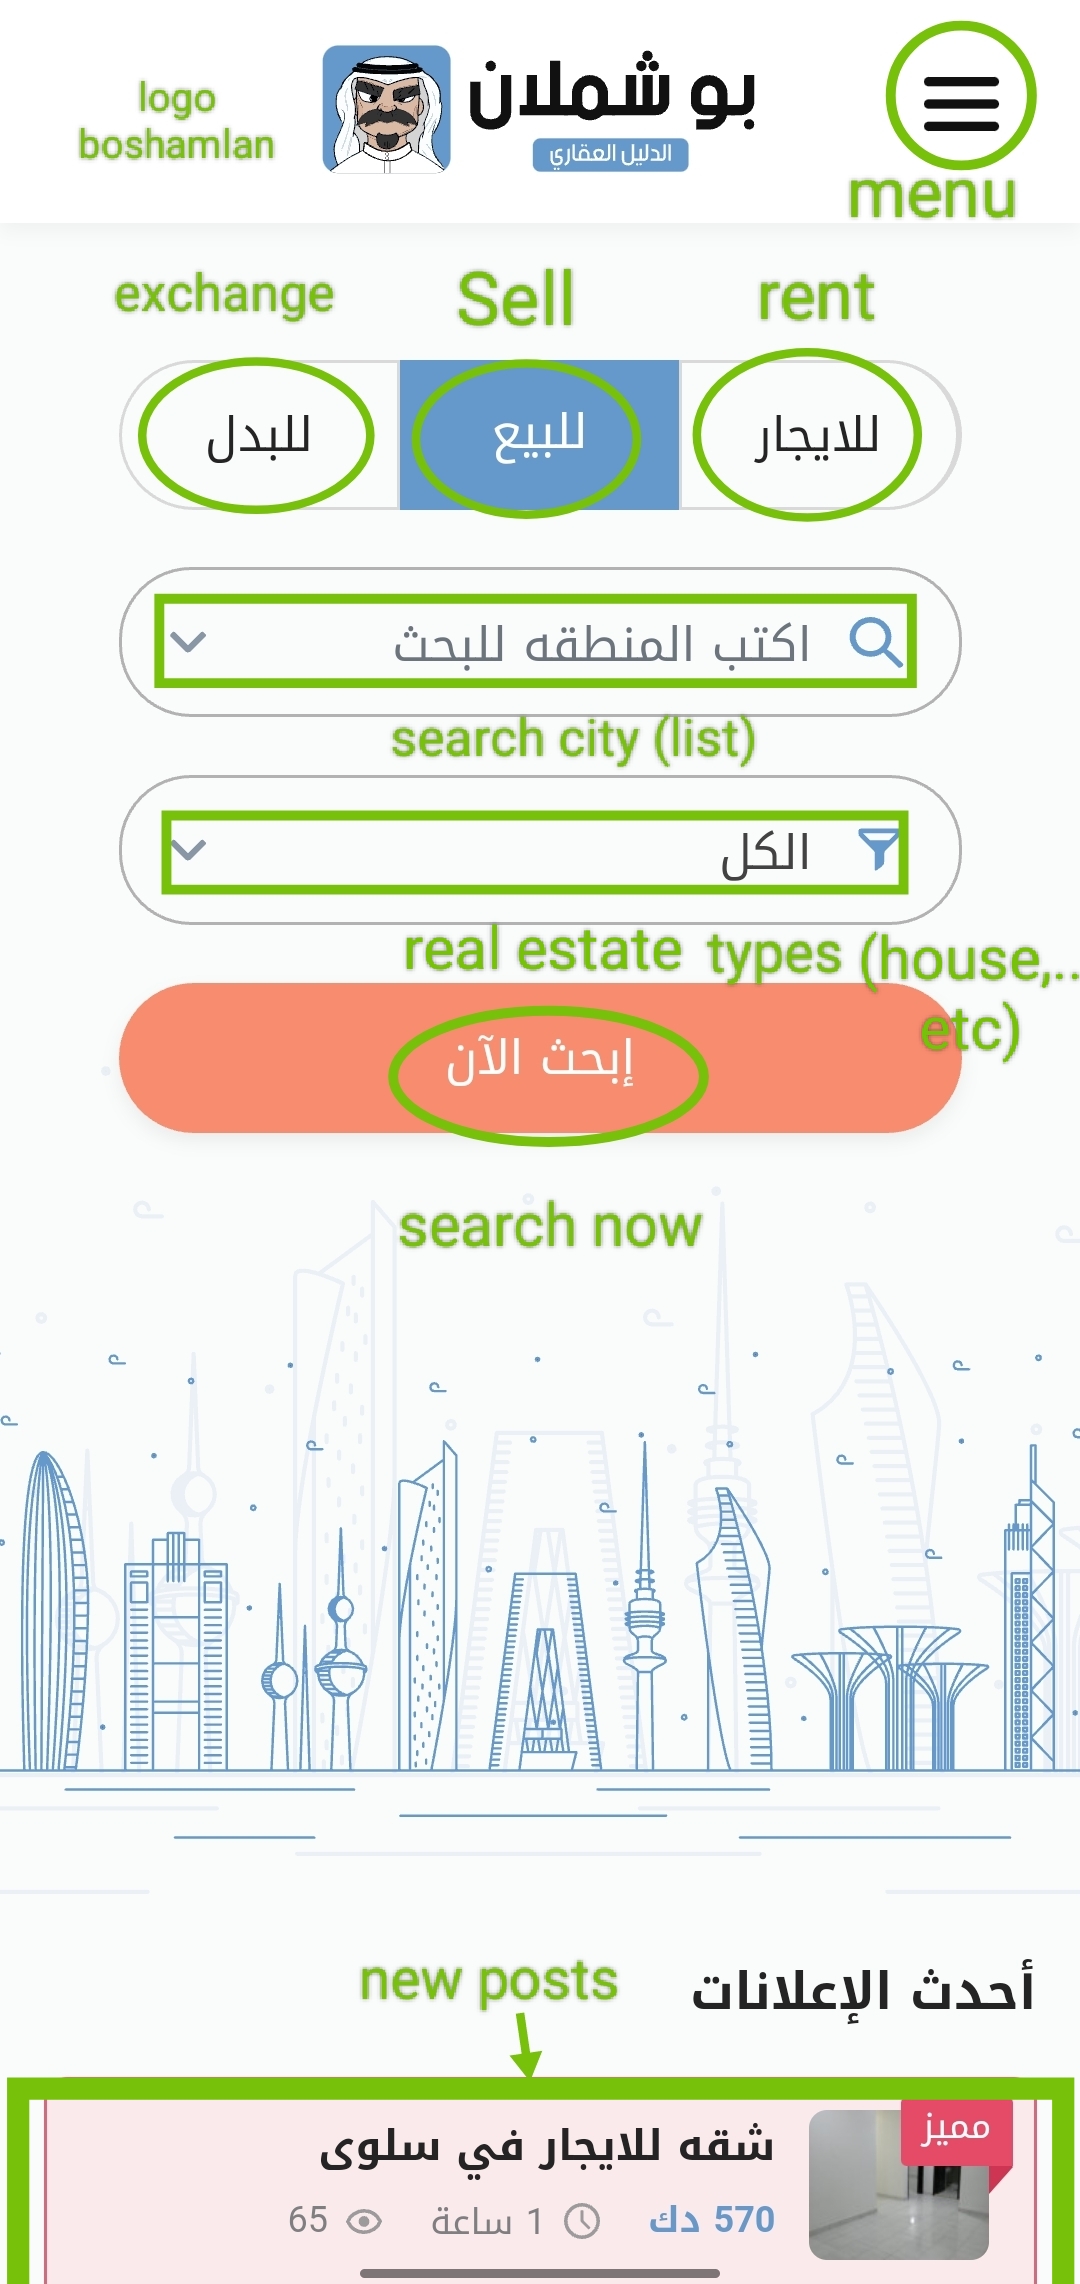 logo
boshamlan
بو شملان
الدليل العقاري
menu
exchange
Sell
rent
للايجار
للبيع
للبدل
اكتب المنطقه للبحث
search city (list)
الكل
real estate types (house,..
etc)
إبحث الآن
search now
new posts
أحدث الإعلانات
مميز
شقه للايجار في سلوى
570 دك
1 ساعة
65